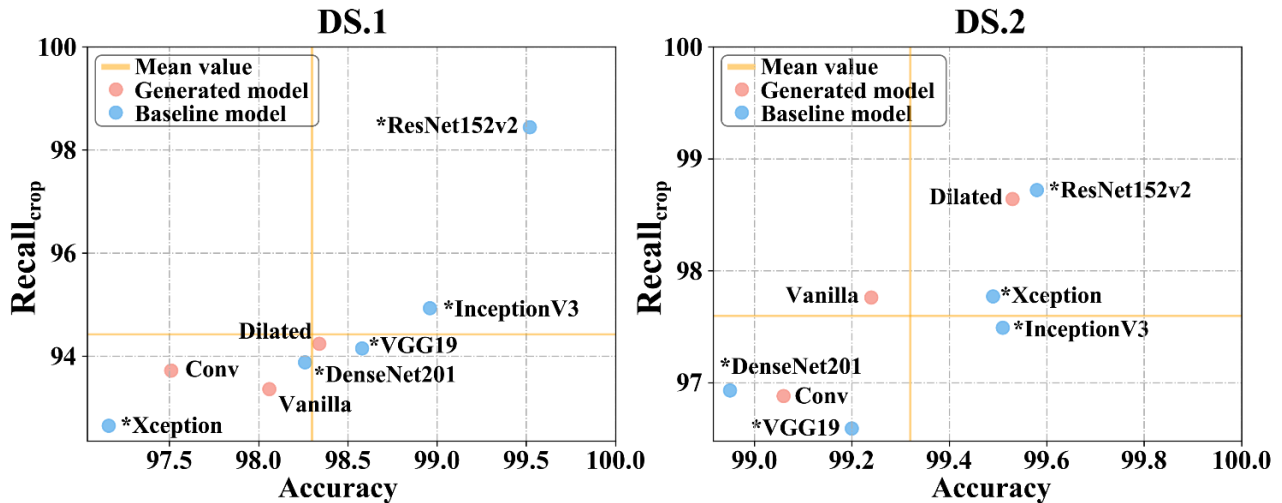 DS.1
100
98
96
94
Recall_crop
Mean value
Generated model
Baseline model
*ResNet152v2
*InceptionV3
Dilated
*VGG19
Conv
*DenseNet201
Vanilla
*Xception
97.5 98.0 98.5 99.0 99.5 100.0
Accuracy
DS.2
100
99
98
97
Recall_crop
Mean value
Generated model
Baseline model
Dilated
*ResNet152v2
Vanilla
*Xception
*InceptionV3
*DenseNet201
Conv
*VGG19
99.0 99.2 99.4 99.6 99.8 100.0
Accuracy